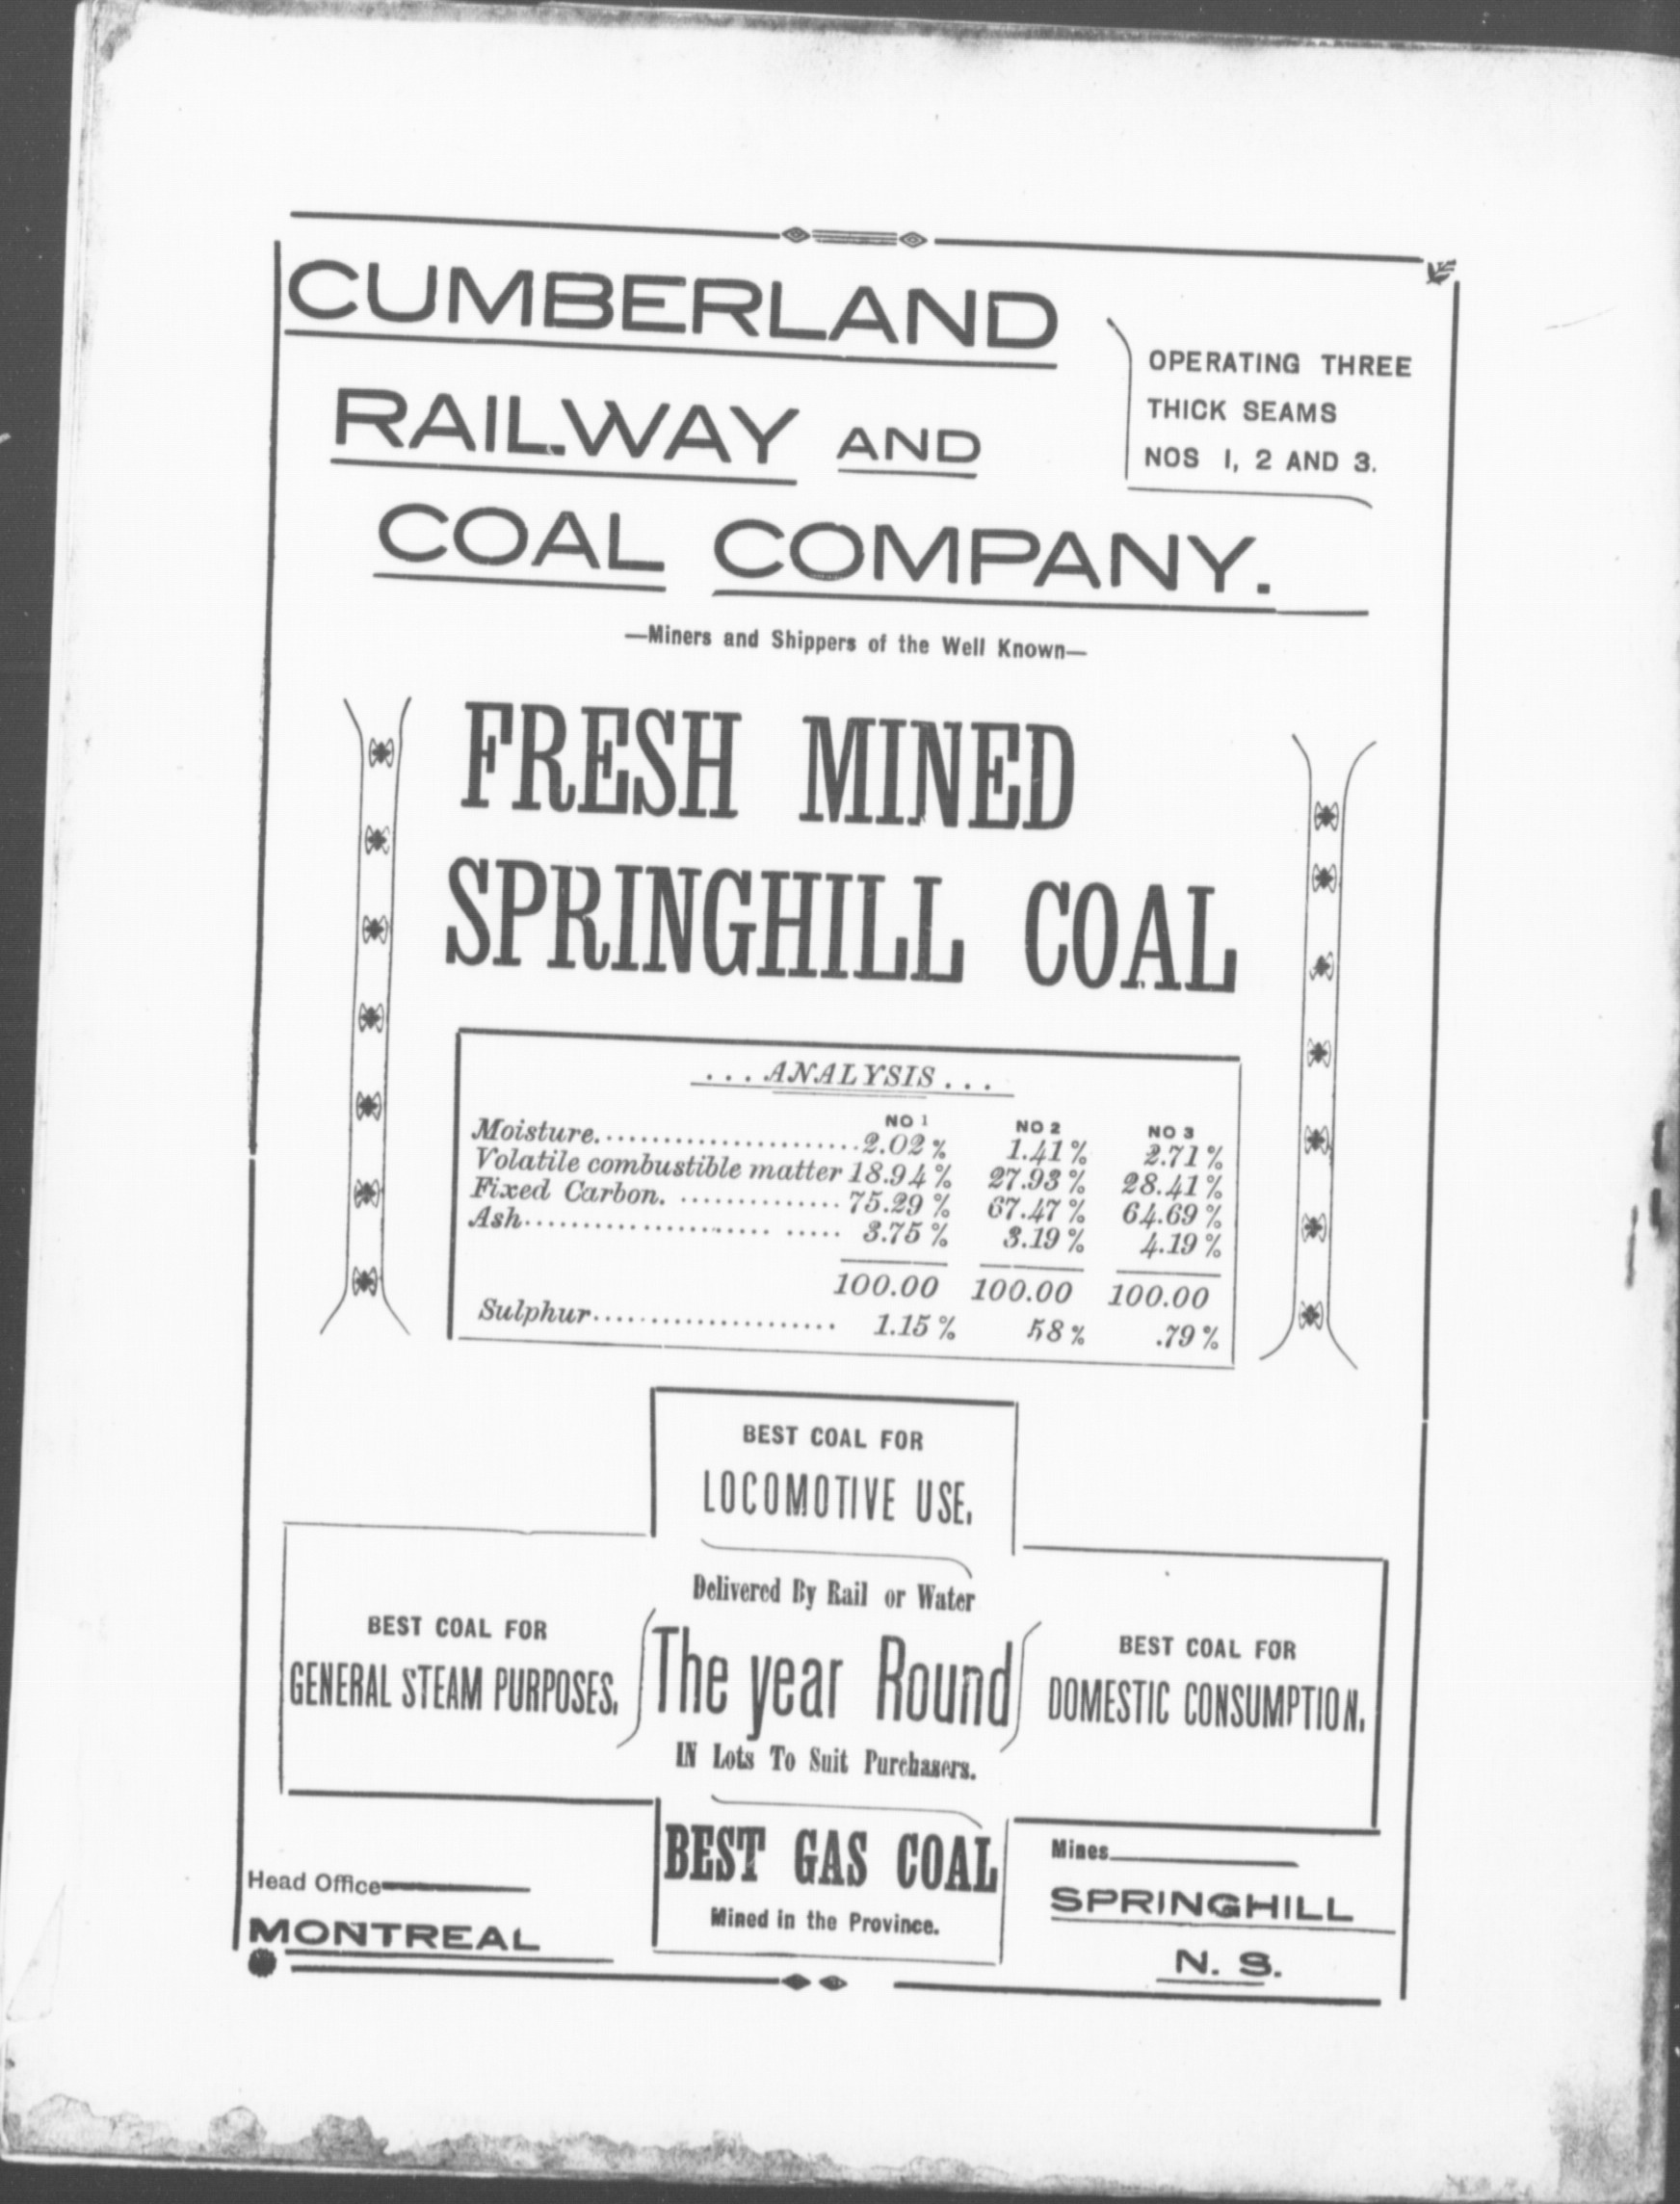 CUMBERLAND
RAILWAY AND
COAL COMPANY.
OPERATING THREE
THICK SEAMS
NOS 1, 2 AND 3.
—Miners and Shippers of the Well Known—
FRESH MINED
SPRINGHILL COAL
...ANALYSIS...
NO 1 NO 2 NO 3
Moisture........................2.02% 1.41% 2.71%
Volatile combustible matter 18.94% 27.93% 28.41%
Fixed Carbon. .............. 75.29% 67.47% 64.69%
Ash........................ ..... 3.75% 3.19% 4.19%
100.00 100.00 100.00
Sulphur...................... 1.15% 58% .79%
BEST COAL FOR
LOCOMOTIVE USE,
BEST COAL FOR
GENERAL STEAM PURPOSES,
Delivered By Rail or Water
The year Round
IN Lots To Suit Purchasers.
BEST COAL FOR
DOMESTIC CONSUMPTION,
BEST GAS COAL
Mined in the Province.
Head Office
MONTREAL
Mines
SPRINGHILL
N. S.